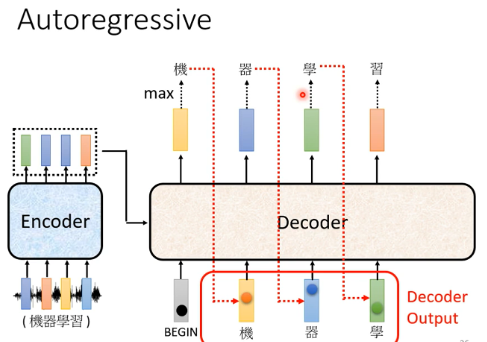 Autoregressive
機 器 學 習
max
Encoder
Decoder
(機器學習)
BEGIN 機 器 學
Decoder
Output